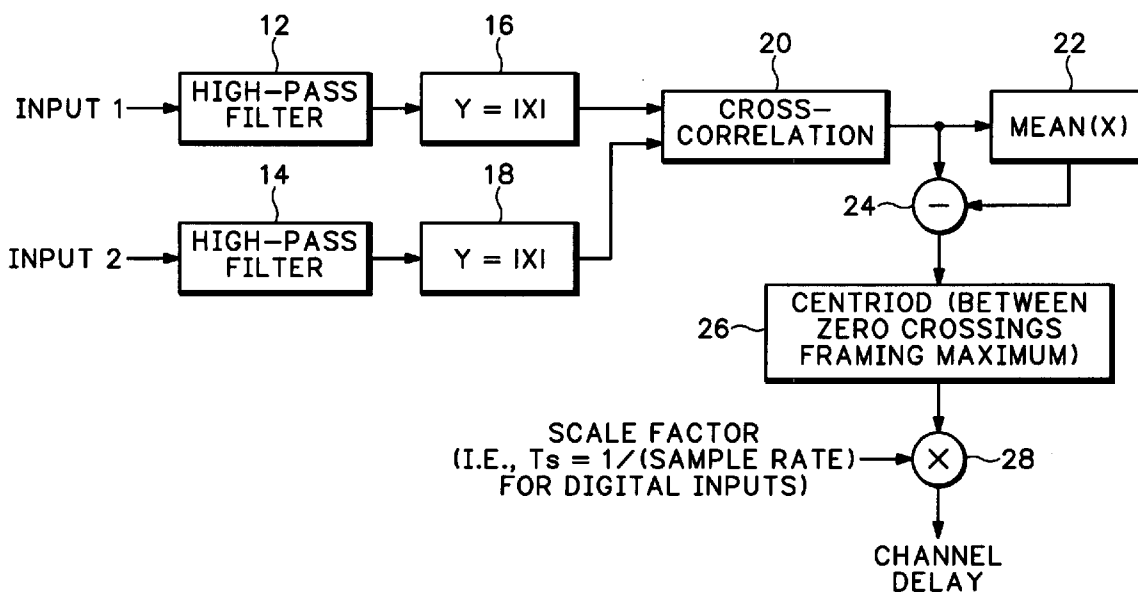 12
16
20
22
INPUT 1
HIGH-PASS
FILTER
Y = |X|
CROSS-
CORRELATION
MEAN(X)
14
18
24
−
INPUT 2
HIGH-PASS
FILTER
Y = |X|
26
CENTRIOD (BETWEEN
ZERO CROSSINGS
FRAMING MAXIMUM)
SCALE FACTOR
(I.E., Ts = 1/(SAMPLE RATE)
FOR DIGITAL INPUTS)
×
28
CHANNEL
DELAY